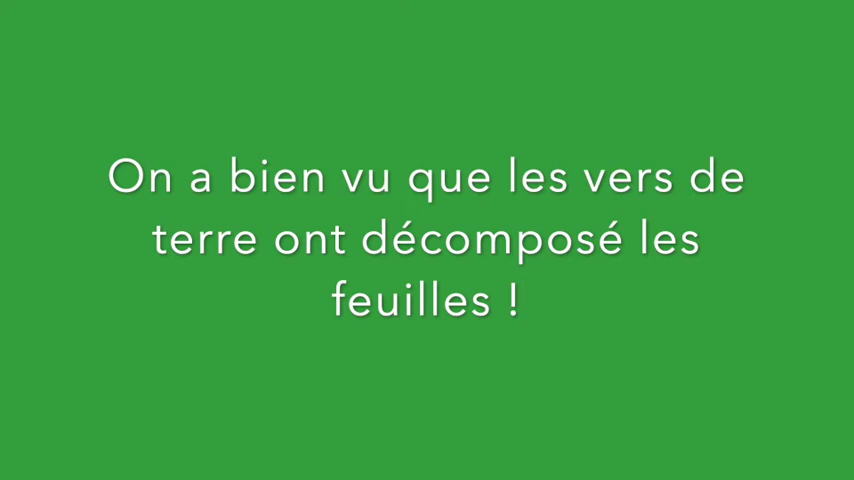 On a bien vu que les vers de
terre ont décomposé les
feuilles !